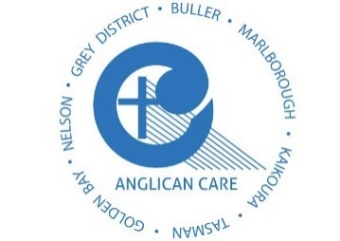 NELSON • GREY DISTRICT • BULLER • MARLBOROUGH • KAIKOURA • TASMAN • GOLDEN BAY •
ANGLICAN CARE